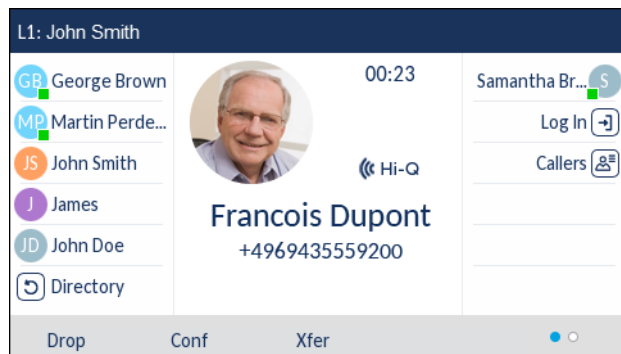 L1: John Smith
GB George Brown
MP Martin Perde...
JS John Smith
J James
JD John Doe
Directory
00:23
Hi-Q
Francois Dupont
+4969435559200
Samantha Br... S
Log In
Callers
Drop Conf Xfer